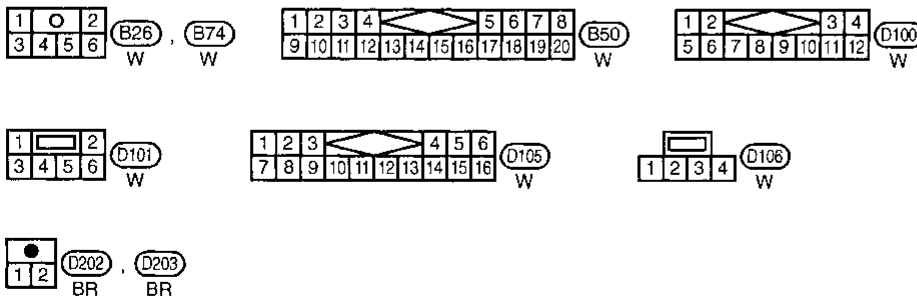 1 2 B26 , B74 1 2 3 4 5 6 7 8 B50 1 2 3 4 D100
3 4 5 6 W W 9 10 11 12 13 14 15 16 17 18 19 20 W 5 6 7 8 9 10 11 12 W
1 2 D101 1 2 3 4 5 6 D105 D106
3 4 5 6 W 7 8 9 10 11 12 13 14 15 16 W 1 2 3 4 W
D202 , D203
1 2 BR BR